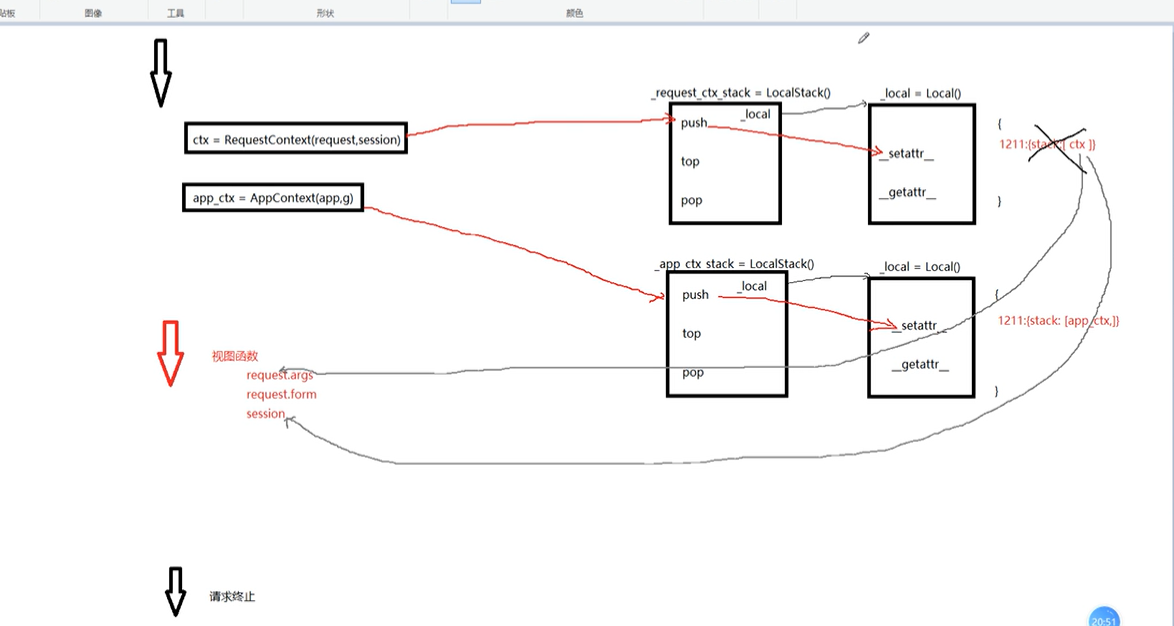 贴板 图像 工具 形状 颜色
_request_ctx_stack = LocalStack() _local = Local()
ctx = RequestContext(request,session)
push _local
top
pop
__setattr__
__getattr__
{
1211:{stack:[ ctx ]}
}
app_ctx = AppContext(app,g)
_app_ctx_stack = LocalStack() _local = Local()
push _local
top
pop
__setattr__
__getattr__
{
1211:{stack: [app_ctx,]}
}
视图函数
request.args
request.form
session
请求终止
20:51